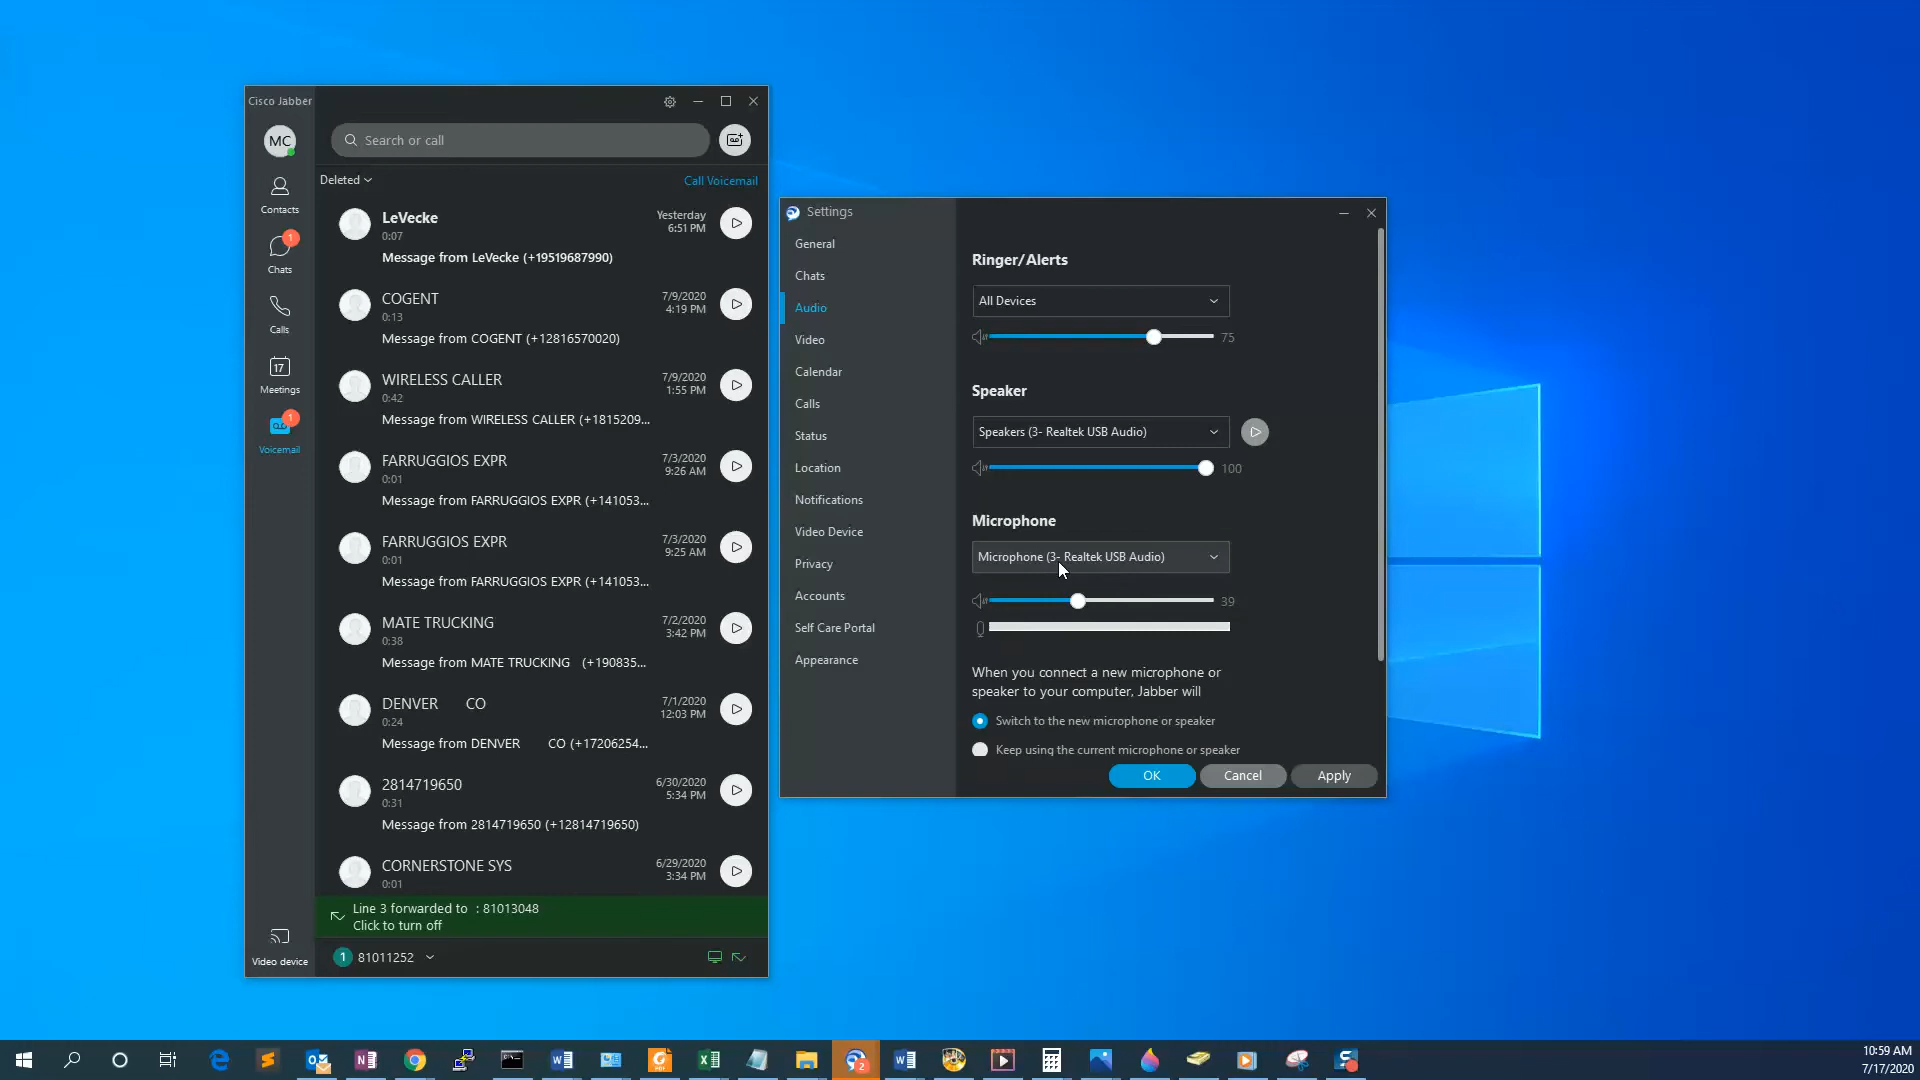 Cisco Jabber
MC
Search or call
Contacts
1
Chats
Calls
17
Meetings
1
Voicemail
Video device
Deleted
Call Voicemail
LeVecke
Yesterday
0:07
6:51 PM
Message from LeVecke (+19519687990)
COGENT
7/9/2020
0:13
4:19 PM
Message from COGENT (+12816570020)
WIRELESS CALLER
7/9/2020
0:42
1:55 PM
Message from WIRELESS CALLER (+1815209...
FARRUGGIOS EXPR
7/3/2020
0:01
9:26 AM
Message from FARRUGGIOS EXPR (+141053...
FARRUGGIOS EXPR
7/3/2020
0:01
9:25 AM
Message from FARRUGGIOS EXPR (+141053...
MATE TRUCKING
7/2/2020
0:38
3:42 PM
Message from MATE TRUCKING (+190835...
DENVER CO
7/1/2020
0:24
12:03 PM
Message from DENVER CO (+17206254...
2814719650
6/30/2020
0:31
5:34 PM
Message from 2814719650 (+12814719650)
CORNERSTONE SYS
6/29/2020
0:01
3:34 PM
Line 3 forwarded to : 81013048
Click to turn off
1 81011252
Settings
General
Chats
Audio
Video
Calendar
Calls
Status
Location
Notifications
Video Device
Privacy
Accounts
Self Care Portal
Appearance
Ringer/Alerts
All Devices
75
Speaker
Speakers (3- Realtek USB Audio)
100
Microphone
Microphone (3- Realtek USB Audio)
39
When you connect a new microphone or
speaker to your computer, Jabber will
Switch to the new microphone or speaker
Keep using the current microphone or speaker
OK
Cancel
Apply
2
10:59 AM
7/17/2020